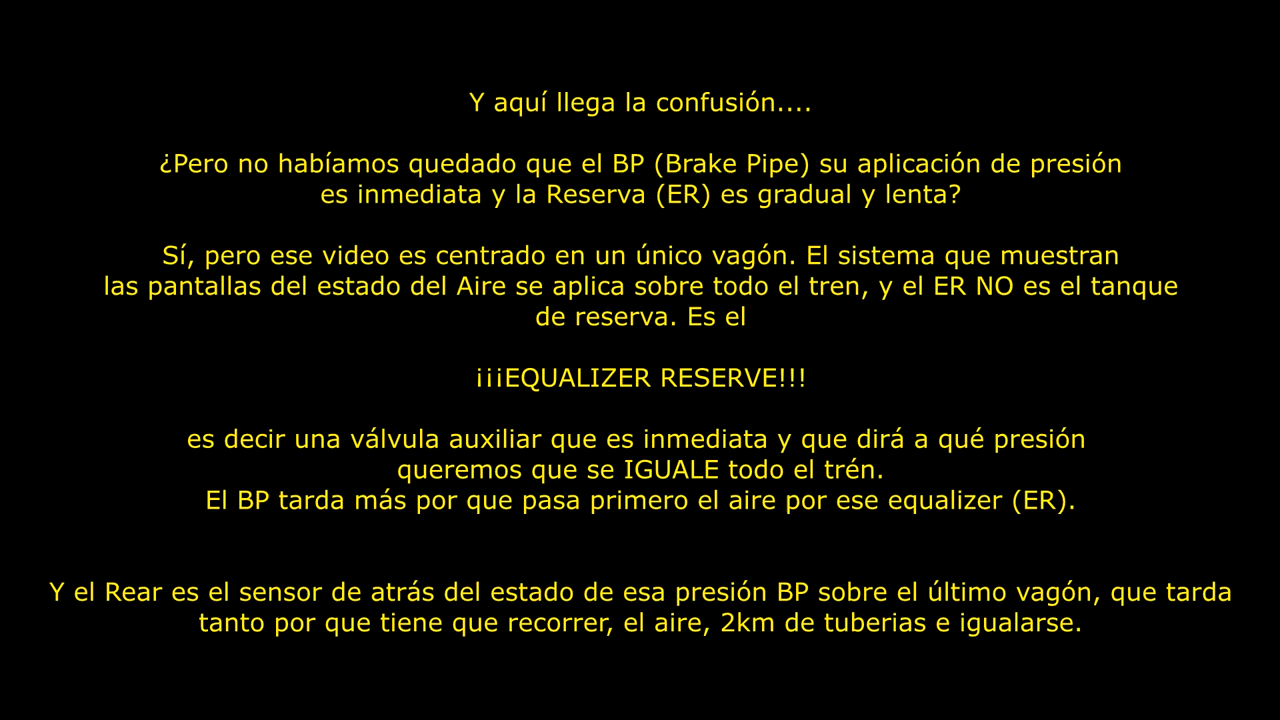 Y aquí llega la confusión....
¿Pero no habíamos quedado que el BP (Brake Pipe) su aplicación de presión
es inmediata y la Reserva (ER) es gradual y lenta?
Sí, pero ese video es centrado en un único vagón. El sistema que muestran
las pantallas del estado del Aire se aplica sobre todo el tren, y el ER NO es el tanque
de reserva. Es el
¡¡¡EQUALIZER RESERVE!!!
es decir una válvula auxiliar que es inmediata y que dirá a qué presión
queremos que se IGUALE todo el trén.
El BP tarda más por que pasa primero el aire por ese equalizer (ER).
Y el Rear es el sensor de atrás del estado de esa presión BP sobre el último vagón, que tarda
tanto por que tiene que recorrer, el aire, 2km de tuberias e igualarse.